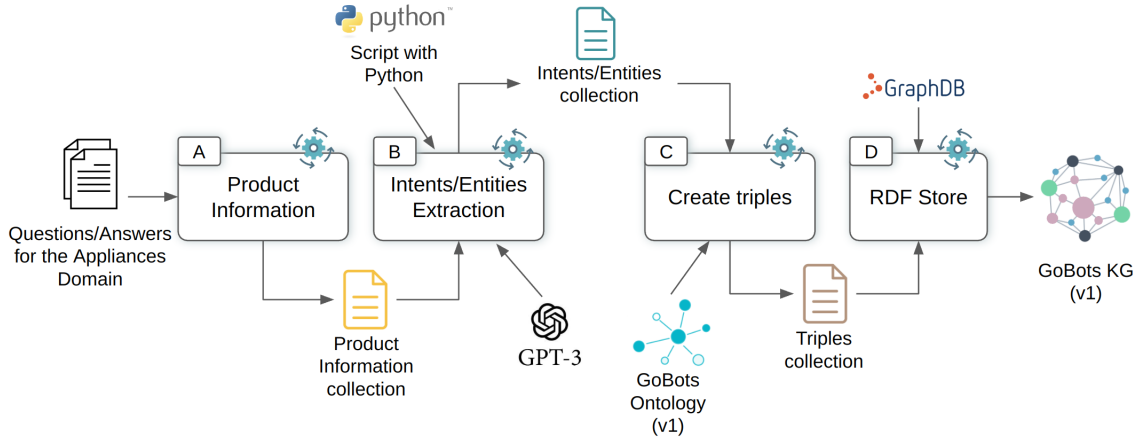 python™
Script with
Python
Intents/Entities
collection
GraphDB
A
Product
Information
B
Intents/Entities
Extraction
C
Create triples
D
RDF Store
Questions/Answers
for the Appliances
Domain
Product
Information
collection
GPT-3
GoBots
Ontology
(v1)
Triples
collection
GoBots KG
(v1)